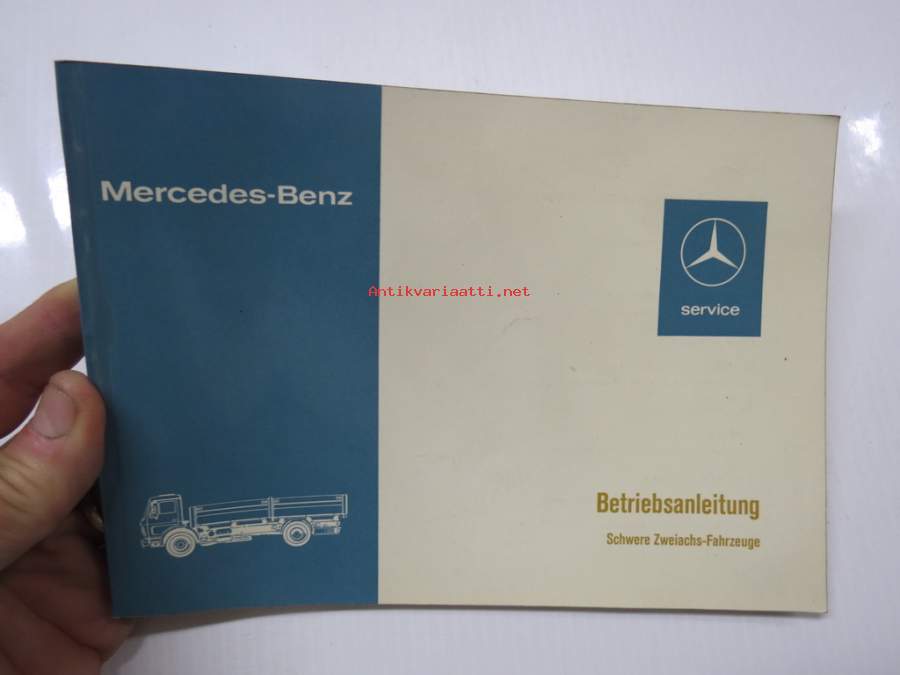 Mercedes-Benz
Antikvariaatti.net
service
Betriebsanleitung
Schwere Zweiachs-Fahrzeuge